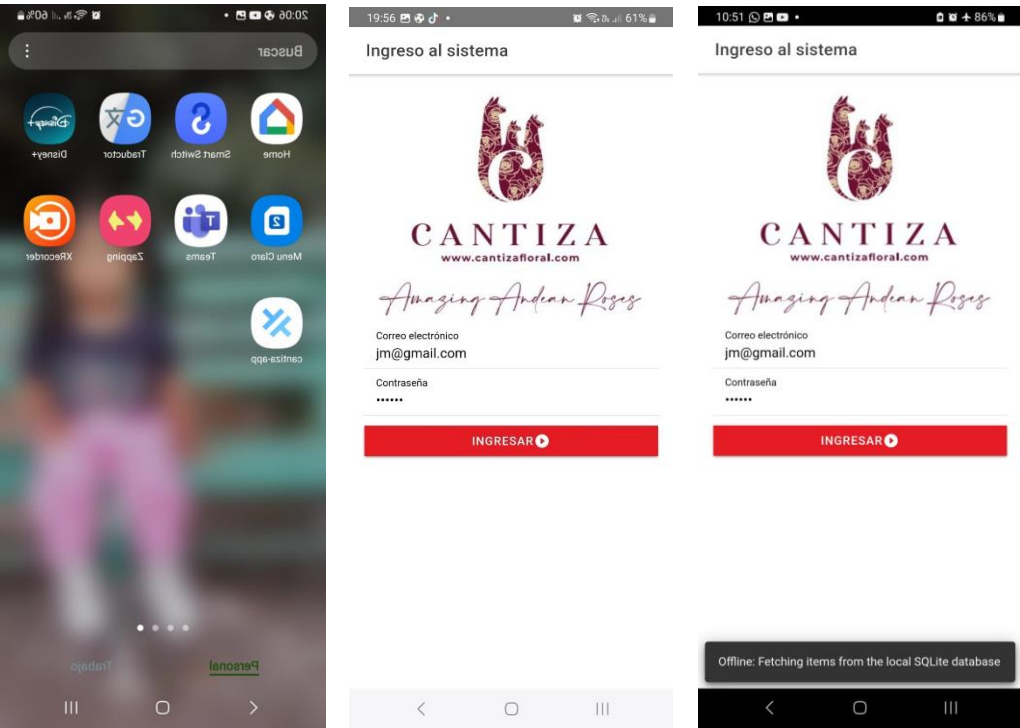 20:06 60%
Buscar
Home Smart Switch Traductor Disney+
Menu Claro Teams Zapping XRecorder
cantiza-app
Personal Trabajo
19:56 61%
Ingreso al sistema
CANTIZA
www.cantizafloral.com
Amazing Andean Roses
Correo electrónico
jm@gmail.com
Contraseña
••••••
INGRESAR
10:51 86%
Ingreso al sistema
CANTIZA
www.cantizafloral.com
Amazing Andean Roses
Correo electrónico
jm@gmail.com
Contraseña
••••••
INGRESAR
Offline: Fetching items from the local SQLite database